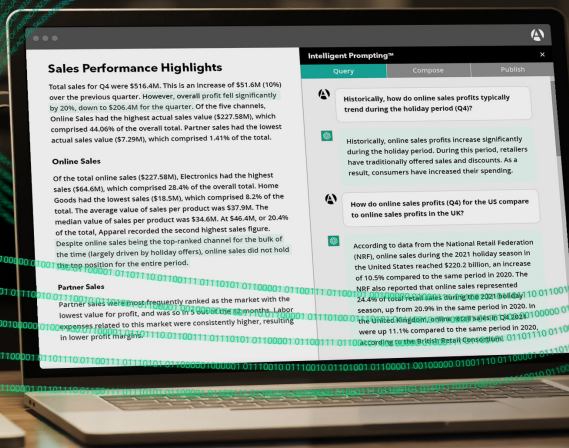 Sales Performance Highlights
Total sales for Q4 were $516.4M. This is an increase of $51.6M (10%)
over the previous quarter. However, overall profit fell significantly
by 20%, down to $206.4M for the quarter. Of the five channels,
Online Sales had the highest actual sales value ($227.58M), which
comprised 44.06% of the overall total. Partner sales had the lowest
actual sales value ($7.29M), which comprised 1.41% of the total.
Online Sales
Of the total online sales ($227.58M), Electronics had the highest
sales ($64.6M), which comprised 28.4% of the overall total. Home
Goods had the lowest sales ($18.5M), which comprised 8.2% of the
total. The average value of sales per product was $37.9M. The
median value of sales per product was $34.6M. At $46.4M, or 20.4%
of the total, Apparel recorded the second highest sales figure.
Despite online sales being the top-ranked channel for the bulk of
the time (largely driven by holiday offers), online sales did not hold
the top position for the entire period.
Partner Sales
Partner sales were most frequently ranked as the market with the
lowest value for profit, and was so in 5 out of the 12 months. Labor
expenses related to this market were consistently higher, resulting
in lower profit margins.
Intelligent Prompting™ ×
Query Compose Publish
Historically, how do online sales profits typically
trend during the holiday period (Q4)?
Historically, online sales profits increase significantly
during the holiday period. During this period, retailers
have traditionally offered sales and discounts. As a
result, consumers have increased their spending.
How do online sales profits (Q4) for the US compare
to online sales profits in the UK?
According to data from the National Retail Federation
(NRF), online sales during the 2021 holiday season in
the United States reached $220.2 billion, an increase
of 10.5% compared to the same period in 2020. The
NRF also reported that online sales represented
24.4% of total retail sales during the 2021 holiday
season, up from 20.9% in the same period in 2020. In
the United Kingdom, online retail sales in Q4 2021
were up 11.1% compared to the same period in 2020,
according to the British Retail Consortium.